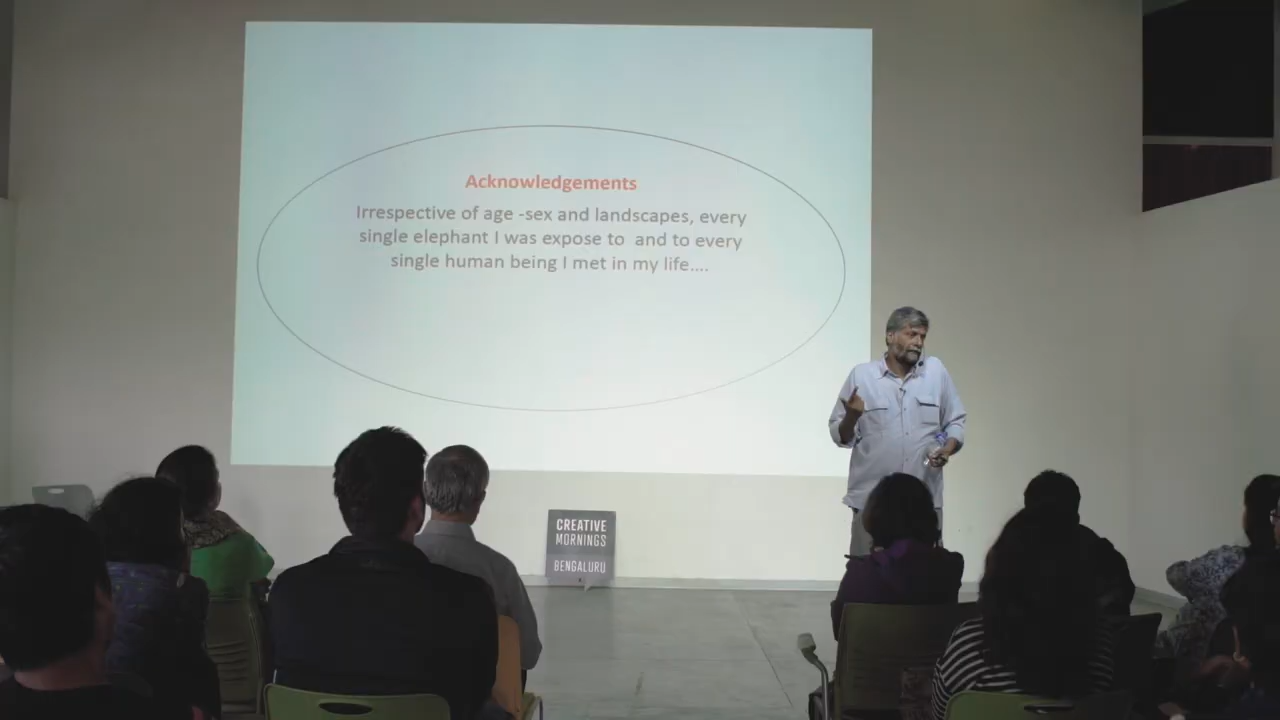 Acknowledgements
Irrespective of age -sex and landscapes, every
single elephant I was expose to  and to every
single human being I met in my life....
CREATIVE
MORNINGS
BENGALURU